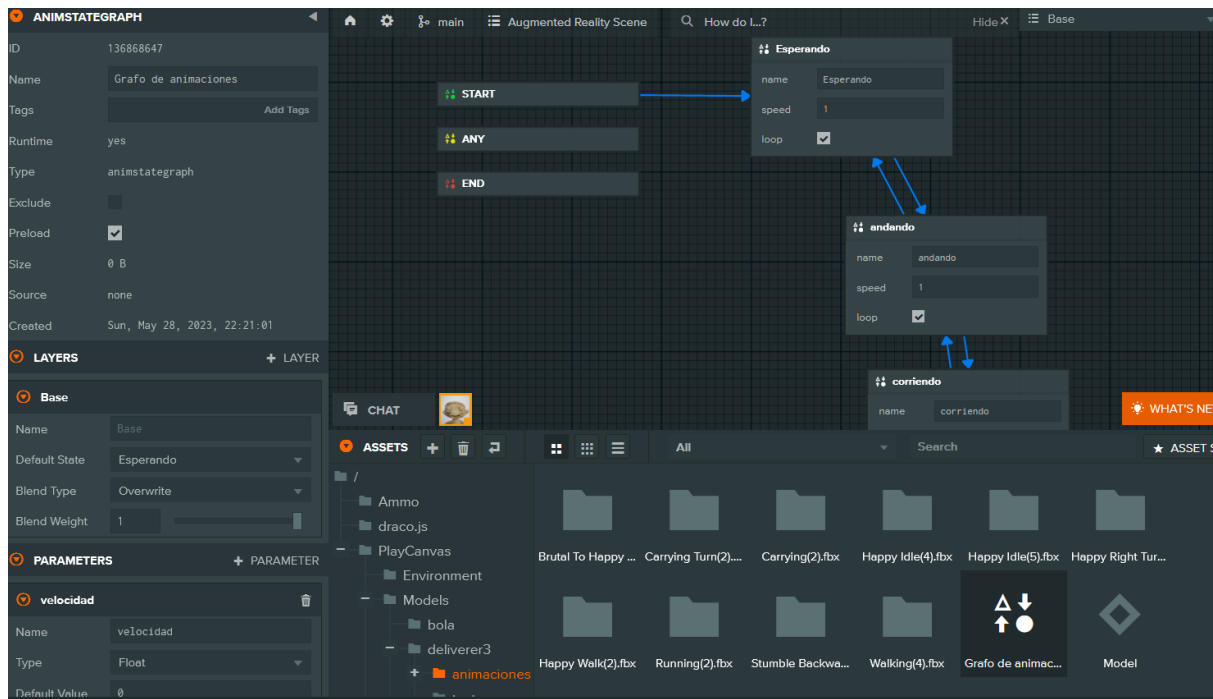 ANIMSTATEGRAPH
ID 136868647
Name Grafo de animaciones
Tags Add Tags
Runtime yes
Type animstategraph
Exclude
Preload
Size 0 B
Source none
Created Sun, May 28, 2023, 22:21:01
LAYERS + LAYER
Base
Name Base
Default State Esperando
Blend Type Overwrite
Blend Weight 1
PARAMETERS + PARAMETER
velocidad
Name velocidad
Type Float
Default Value 0
main Augmented Reality Scene How do I...? Hide X Base
START
ANY
END
Esperando
name Esperando
speed 1
loop
andando
name andando
speed 1
loop
corriendo
name corriendo
CHAT
WHAT'S NE
ASSETS All Search ASSET S
/
Ammo
draco.js
PlayCanvas
Environment
Models
bola
deliverer3
animaciones
Brutal To Happy ... Carrying Turn(2).... Carrying(2).fbx Happy Idle(4).fbx Happy Idle(5).fbx Happy Right Tur...
Happy Walk(2).fbx Running(2).fbx Stumble Backwa... Walking(4).fbx Grafo de animac... Model